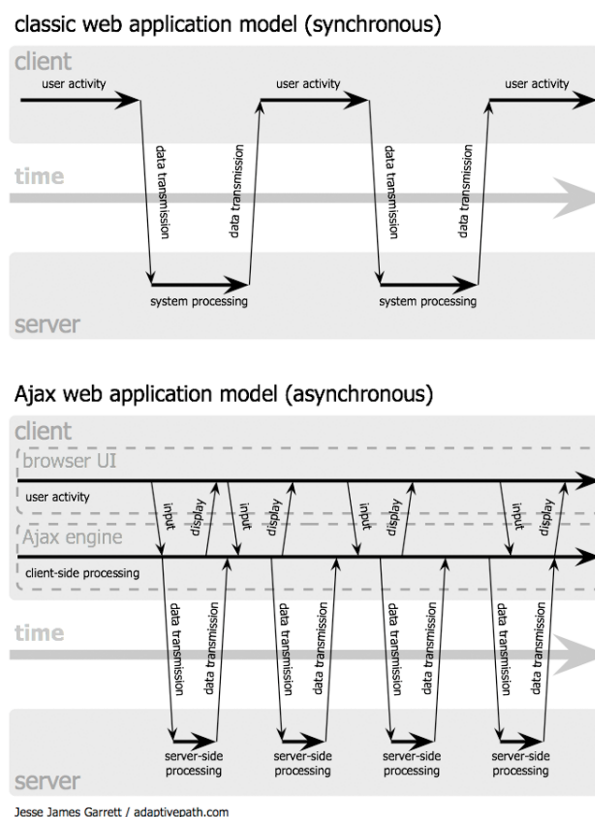 classic web application model (synchronous)
client
user activity
user activity
user activity
data transmission
data transmission
data transmission
data transmission
time
system processing
system processing
server
Ajax web application model (asynchronous)
client
browser UI
user activity
input
display
input
display
input
display
input
display
Ajax engine
client-side processing
data transmission
data transmission
data transmission
data transmission
data transmission
data transmission
data transmission
data transmission
time
server-side
processing
server-side
processing
server-side
processing
server-side
processing
server
Jesse James Garrett / adaptivepath.com